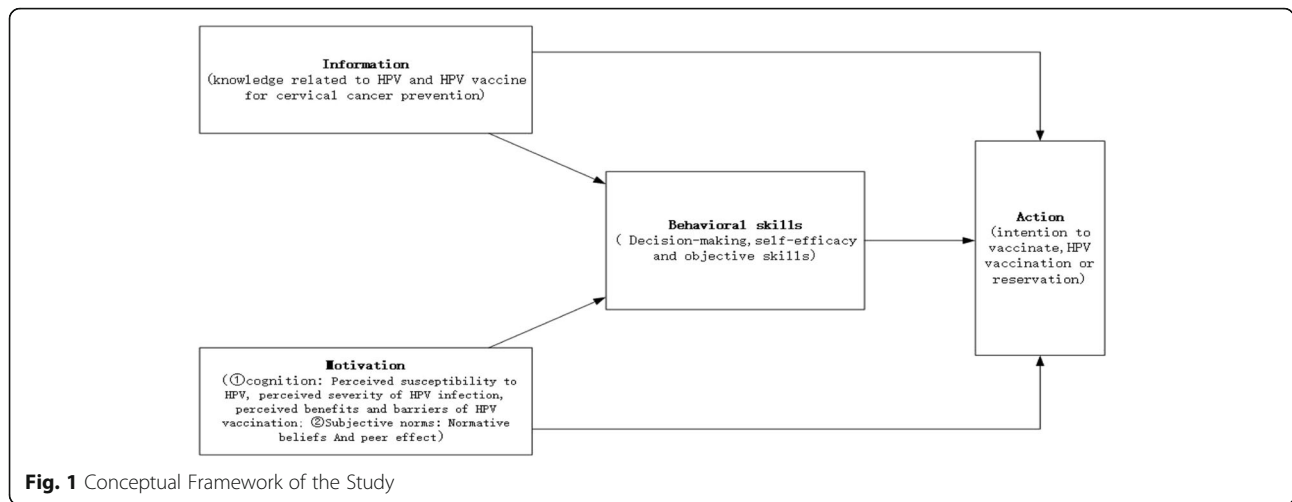 Information
(knowledge related to HPV and HPV vaccine
for cervical cancer prevention)
Behavioral skills
( Decision-making,self-efficacy
and objective skills)
Action
(intention to
vaccinate,HPV
vaccination or
reservation)
Motivation
(①cognition: Perceived susceptibility to
HPV, perceived severity of HPV infection,
perceived benefits and barriers of HPV
vaccination; ②Subjective norms: Normative
beliefs And peer effect)
Fig. 1 Conceptual Framework of the Study